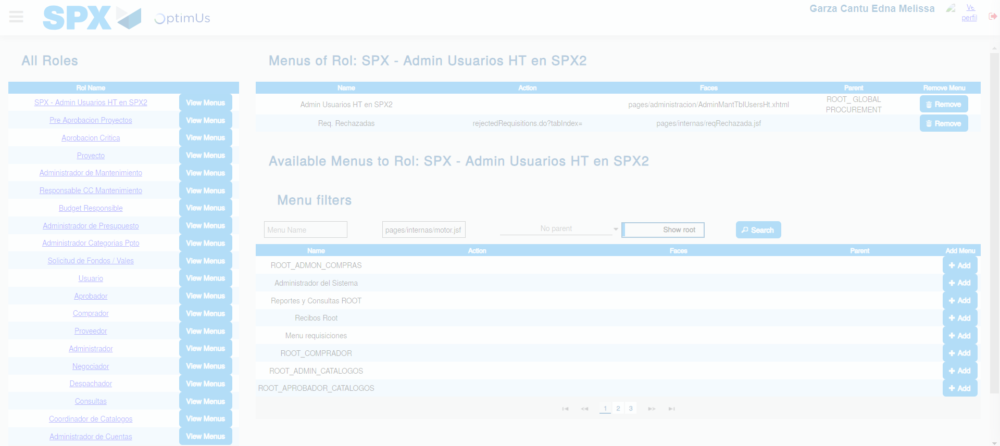 SPX
OptimUs
Garza Cantu Edna Melissa
Ve
perfil
All Roles
Rol Name
SPX - Admin Usuarios HT en SPX2 View Menus
Pre Aprobacion Proyectos View Menus
Aprobacion Critica View Menus
Proyecto View Menus
Administrador de Mantenimiento View Menus
Responsable CC Mantenimiento View Menus
Budget Responsible View Menus
Administrador de Presupuesto View Menus
Administrador Categorias Ppto View Menus
Solicitud de Fondos / Vales View Menus
Usuario View Menus
Aprobador View Menus
Comprador View Menus
Proveedor View Menus
Administrador View Menus
Negociador View Menus
Despachador View Menus
Consultas View Menus
Coordinador de Catalogos View Menus
Administrador de Cuentas View Menus
Menus of Rol: SPX - Admin Usuarios HT en SPX2
Name Action Faces Parent Remove Menu
Admin Usuarios HT en SPX2 pages/administracion/AdminMantTblUsersHt.xhtml ROOT_ GLOBAL
PROCUREMENT Remove
Req. Rechazadas rejectedRequisitions.do?tabIndex= pages/internas/reqRechazada.jsf Remove
Available Menus to Rol: SPX - Admin Usuarios HT en SPX2
Menu filters
Menu Name pages/internas/motor.jsf No parent Show root Search
Name Action Faces Parent Add Menu
ROOT_ADMON_COMPRAS Add
Administrador del Sistema Add
Reportes y Consultas ROOT Add
Recibos Root Add
Menu requisiciones Add
ROOT_COMPRADOR Add
ROOT_ADMIN_CATALOGOS Add
ROOT_APROBADOR_CATALOGOS Add
1 2 3